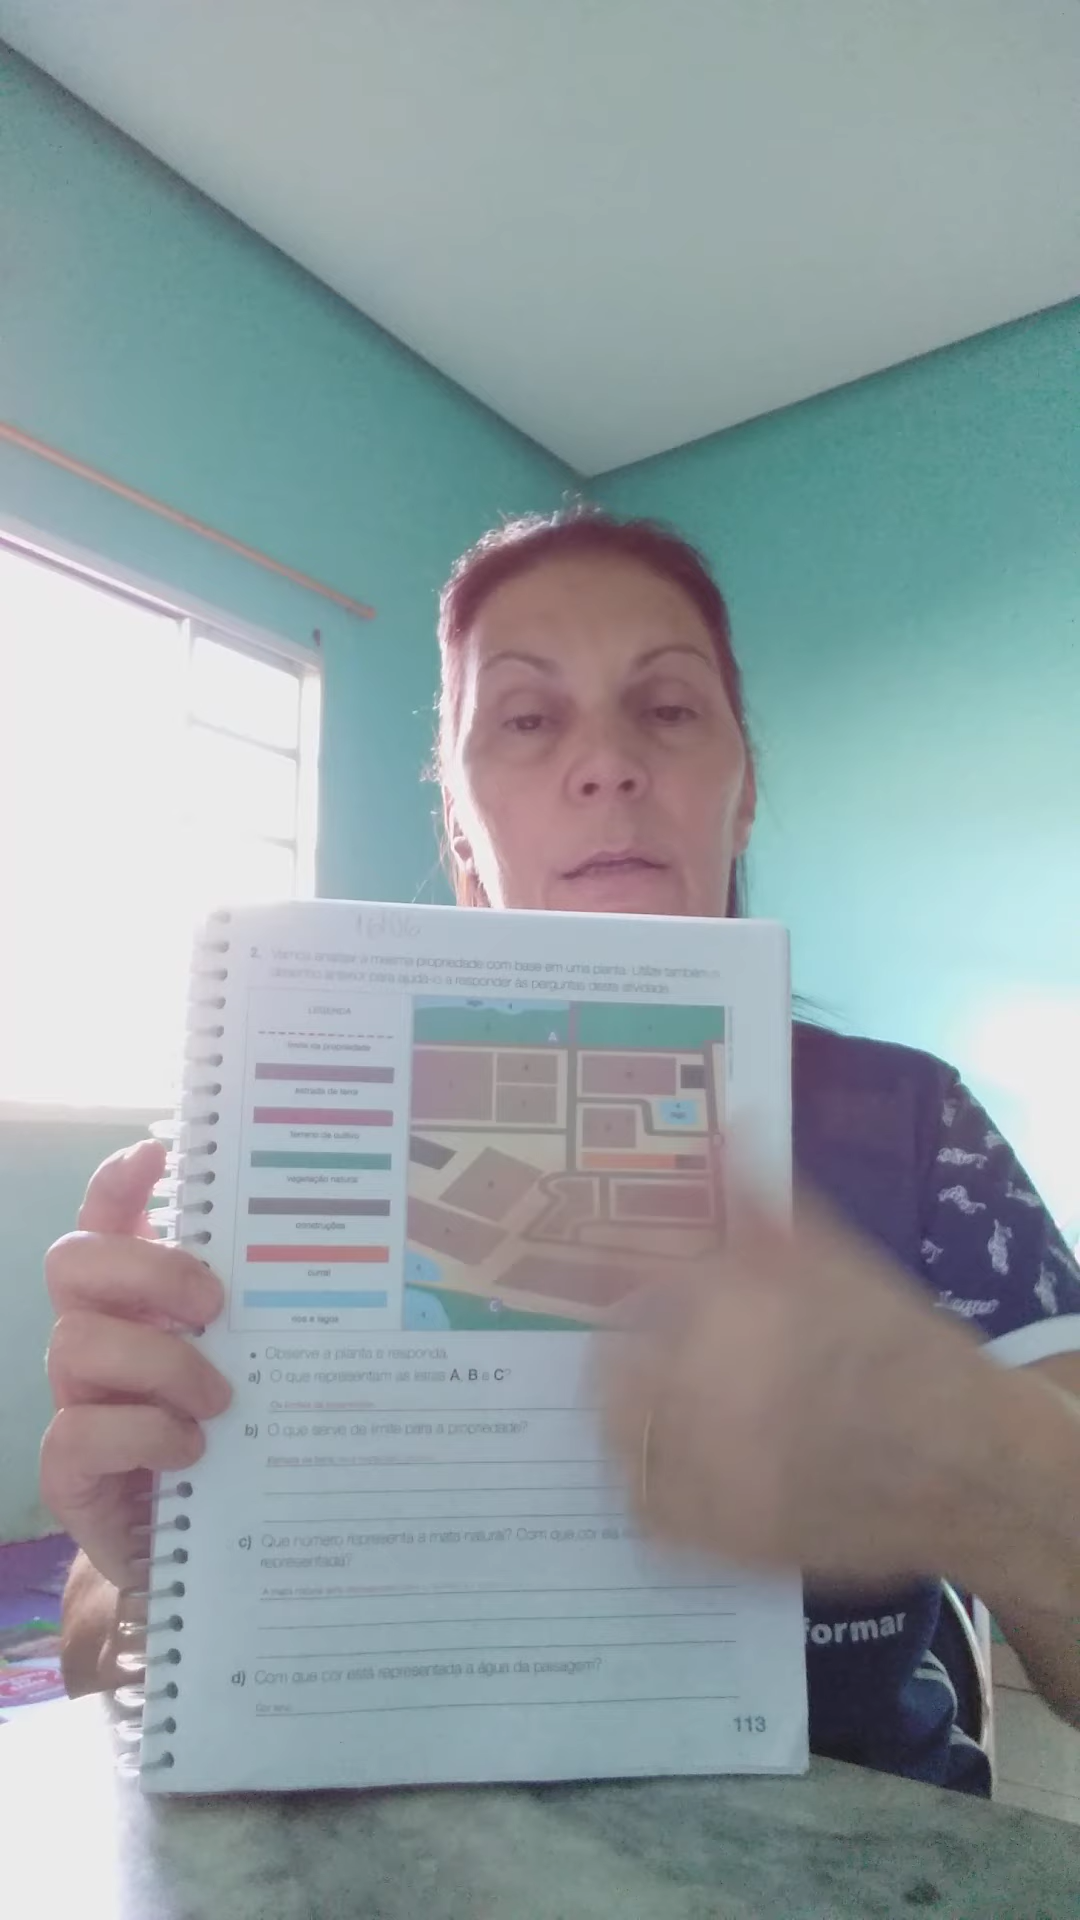 2. Vamos analisar a mesma propriedade com base em uma planta. Utilize também o
desenho anterior para ajudá-lo a responder às perguntas desta atividade.
LEGENDA
limite da propriedade
estrada de terra
terreno de cultivo
vegetação natural
construções
curral
rios e lagos
A
C
• Observe a planta e responda.
a) O que representam as letras A, B e C?
b) O que serve de limite para a propriedade?
c) Que número representa a mata natural? Com que cor ela
representada?
d) Com que cor está representada a água da paisagem?
113
formar